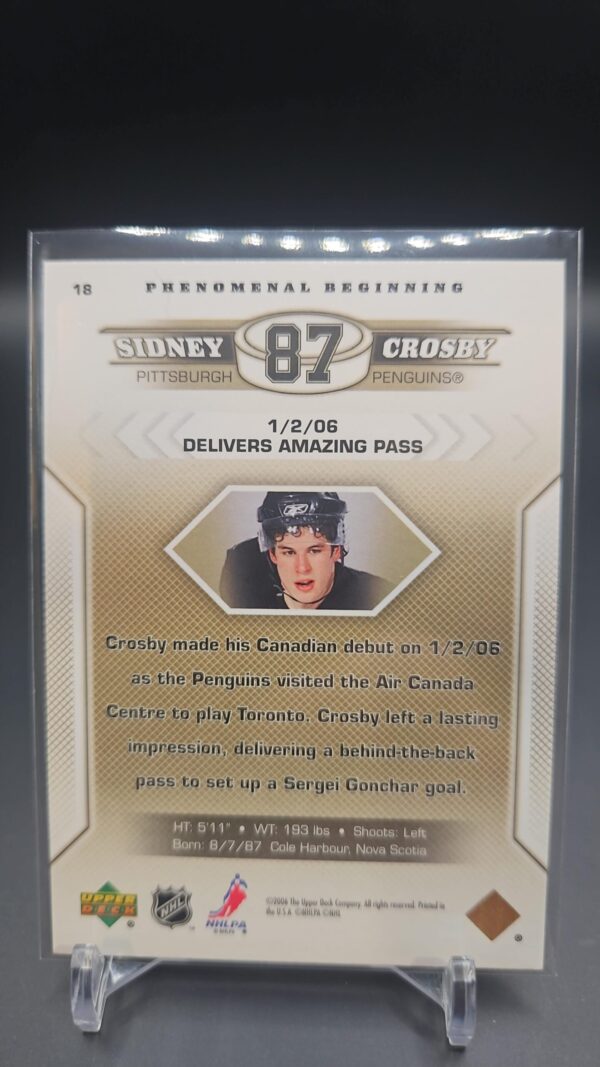 18
PHENOMENAL BEGINNING
SIDNEY 87 CROSBY
PITTSBURGH PENGUINS®
1/2/06
DELIVERS AMAZING PASS
Crosby made his Canadian debut on 1/2/06
as the Penguins visited the Air Canada
Centre to play Toronto. Crosby left a lasting
impression, delivering a behind-the-back
pass to set up a Sergei Gonchar goal.
HT: 5'11" • WT: 193 lbs • Shoots: Left
Born: 8/7/87 Cole Harbour, Nova Scotia
UPPER DECK ®
NHL ™
NHLPA
©2006 The Upper Deck Company. All rights reserved. Printed in
the U.S.A. ©NHLPA ©NHL
®